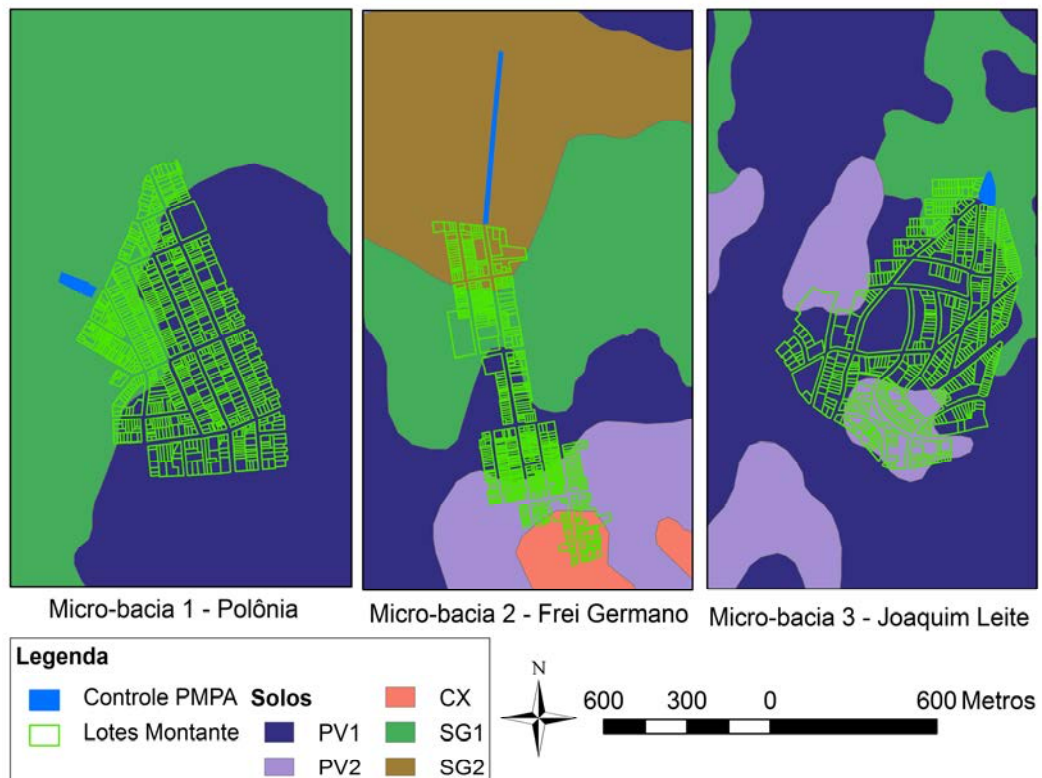 Micro-bacia 1 - Polônia
Micro-bacia 2 - Frei Germano
Micro-bacia 3 - Joaquim Leite
Legenda
Controle PMPA
Lotes Montante
Solos
PV1
PV2
CX
SG1
SG2
N
600 300 0 600 Metros